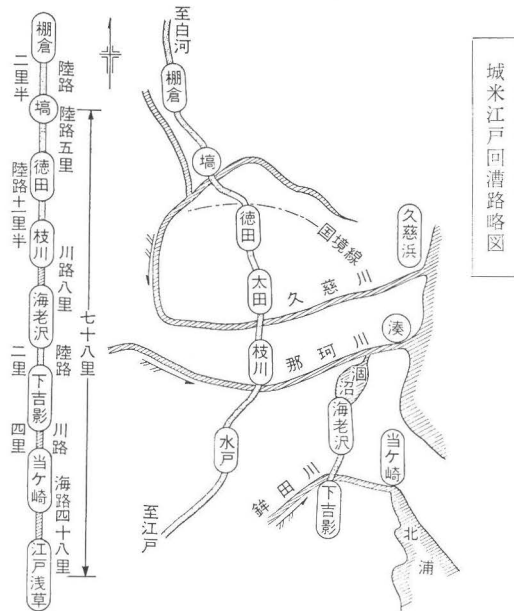 城米江戸回漕路略図
至白河
棚倉
塙
徳田
国境線
太田
久慈川
久慈浜
枝川
那珂川
湊
涸沼
海老沢
水戸
至江戸
鉾田川
下吉影
当ケ崎
北浦
棚倉
陸路
二里半
塙
陸路五里
徳田
陸路十一里半
枝川
川路八里
海老沢
陸路
二里
下吉影
川路
四里
当ケ崎
海路四十八里
江戸浅草
七十八里